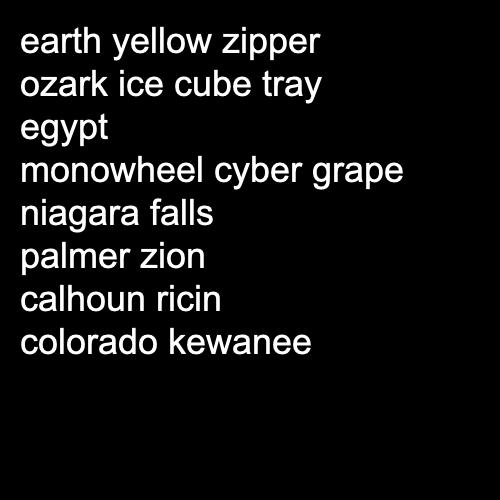 earth yellow zipper
ozark ice cube tray
egypt
monowheel cyber grape
niagara falls
palmer zion
calhoun ricin
colorado kewanee